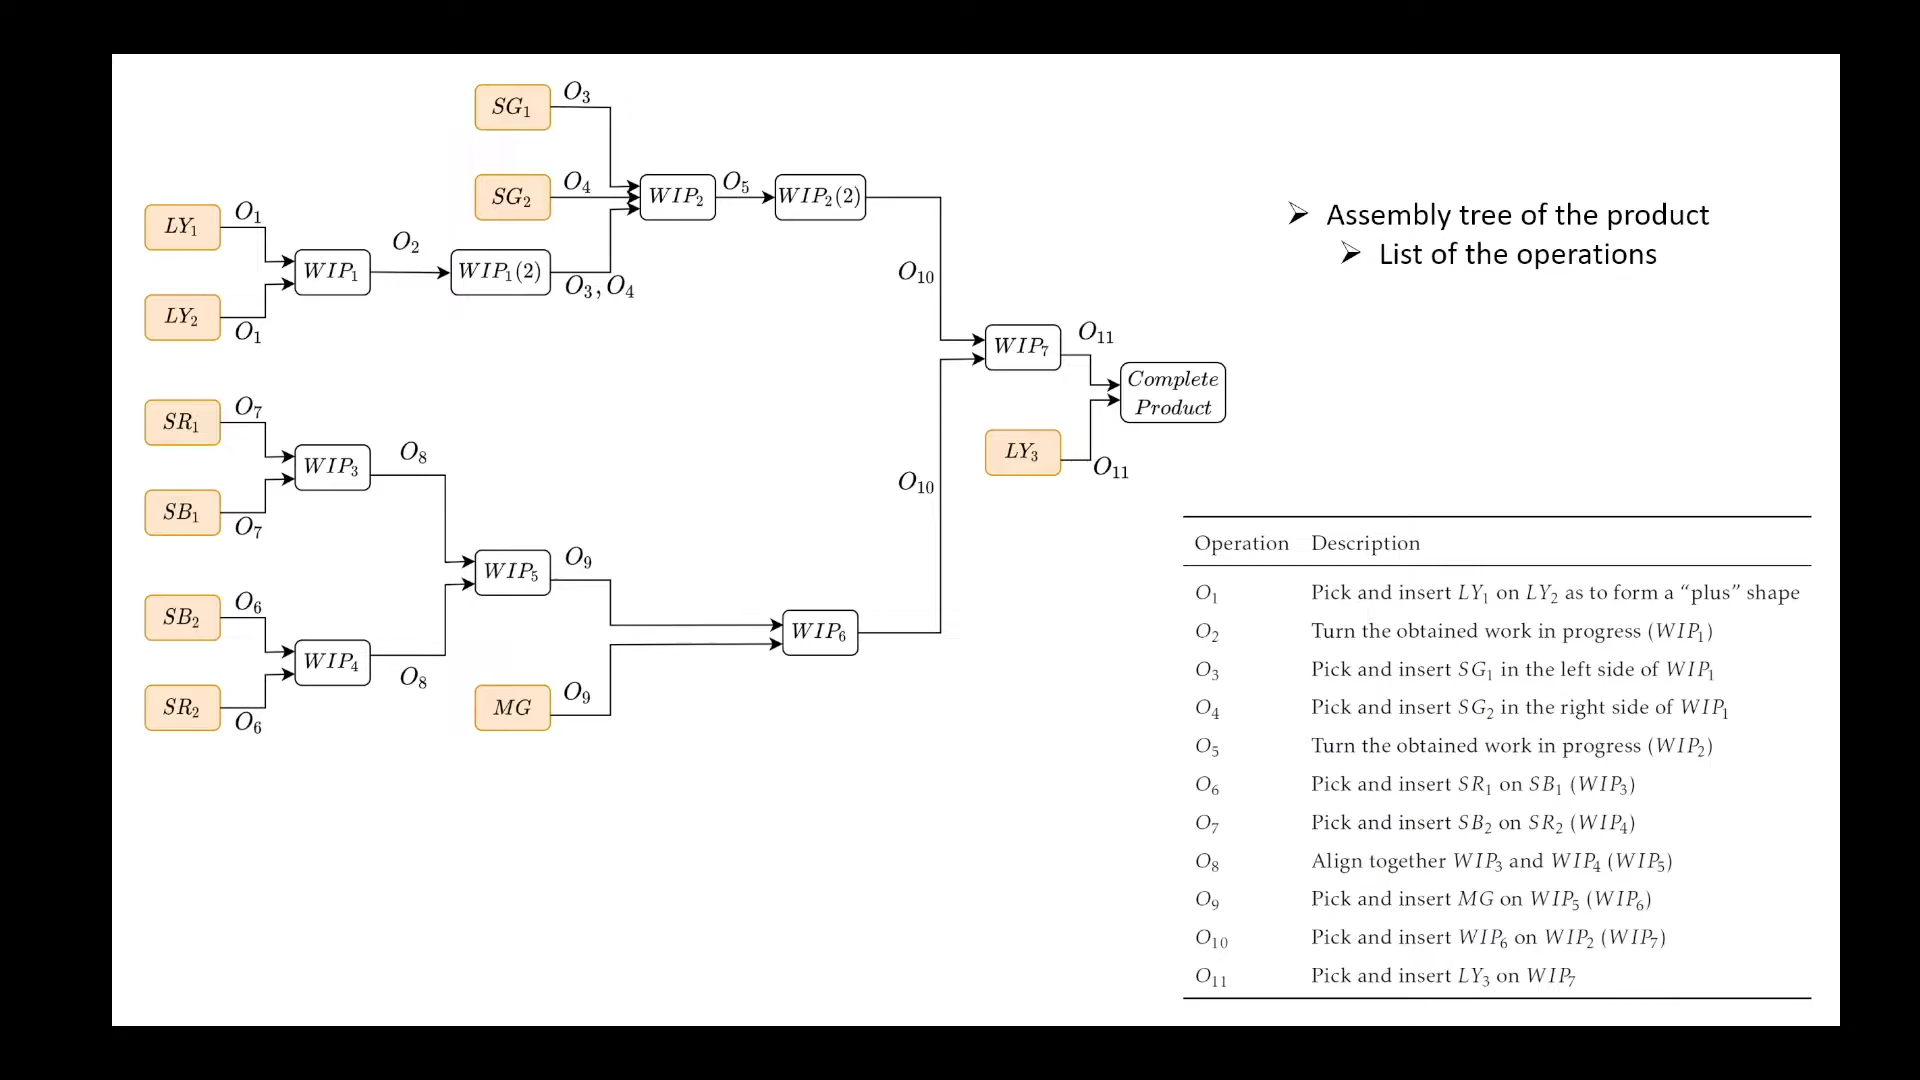 SG₁ O₃
SG₂ O₄ WIP₂ O₅ WIP₂(2)
LY₁ O₁
WIP₁ O₂ WIP₁(2) O₃, O₄
LY₂ O₁
O₁₀
WIP₇ O₁₁
Complete
Product
LY₃ O₁₁
SR₁ O₇
WIP₃ O₈
SB₁ O₇
O₁₀
WIP₅ O₉
SB₂ O₆
WIP₆
WIP₄ O₈
SR₂ O₆
MG O₉
➢ Assembly tree of the product
➢ List of the operations
Operation Description
O₁ Pick and insert LY₁ on LY₂ as to form a “plus” shape
O₂ Turn the obtained work in progress (WIP₁)
O₃ Pick and insert SG₁ in the left side of WIP₁
O₄ Pick and insert SG₂ in the right side of WIP₁
O₅ Turn the obtained work in progress (WIP₂)
O₆ Pick and insert SR₁ on SB₁ (WIP₃)
O₇ Pick and insert SB₂ on SR₂ (WIP₄)
O₈ Align together WIP₃ and WIP₄ (WIP₅)
O₉ Pick and insert MG on WIP₅ (WIP₆)
O₁₀ Pick and insert WIP₆ on WIP₂ (WIP₇)
O₁₁ Pick and insert LY₃ on WIP₇